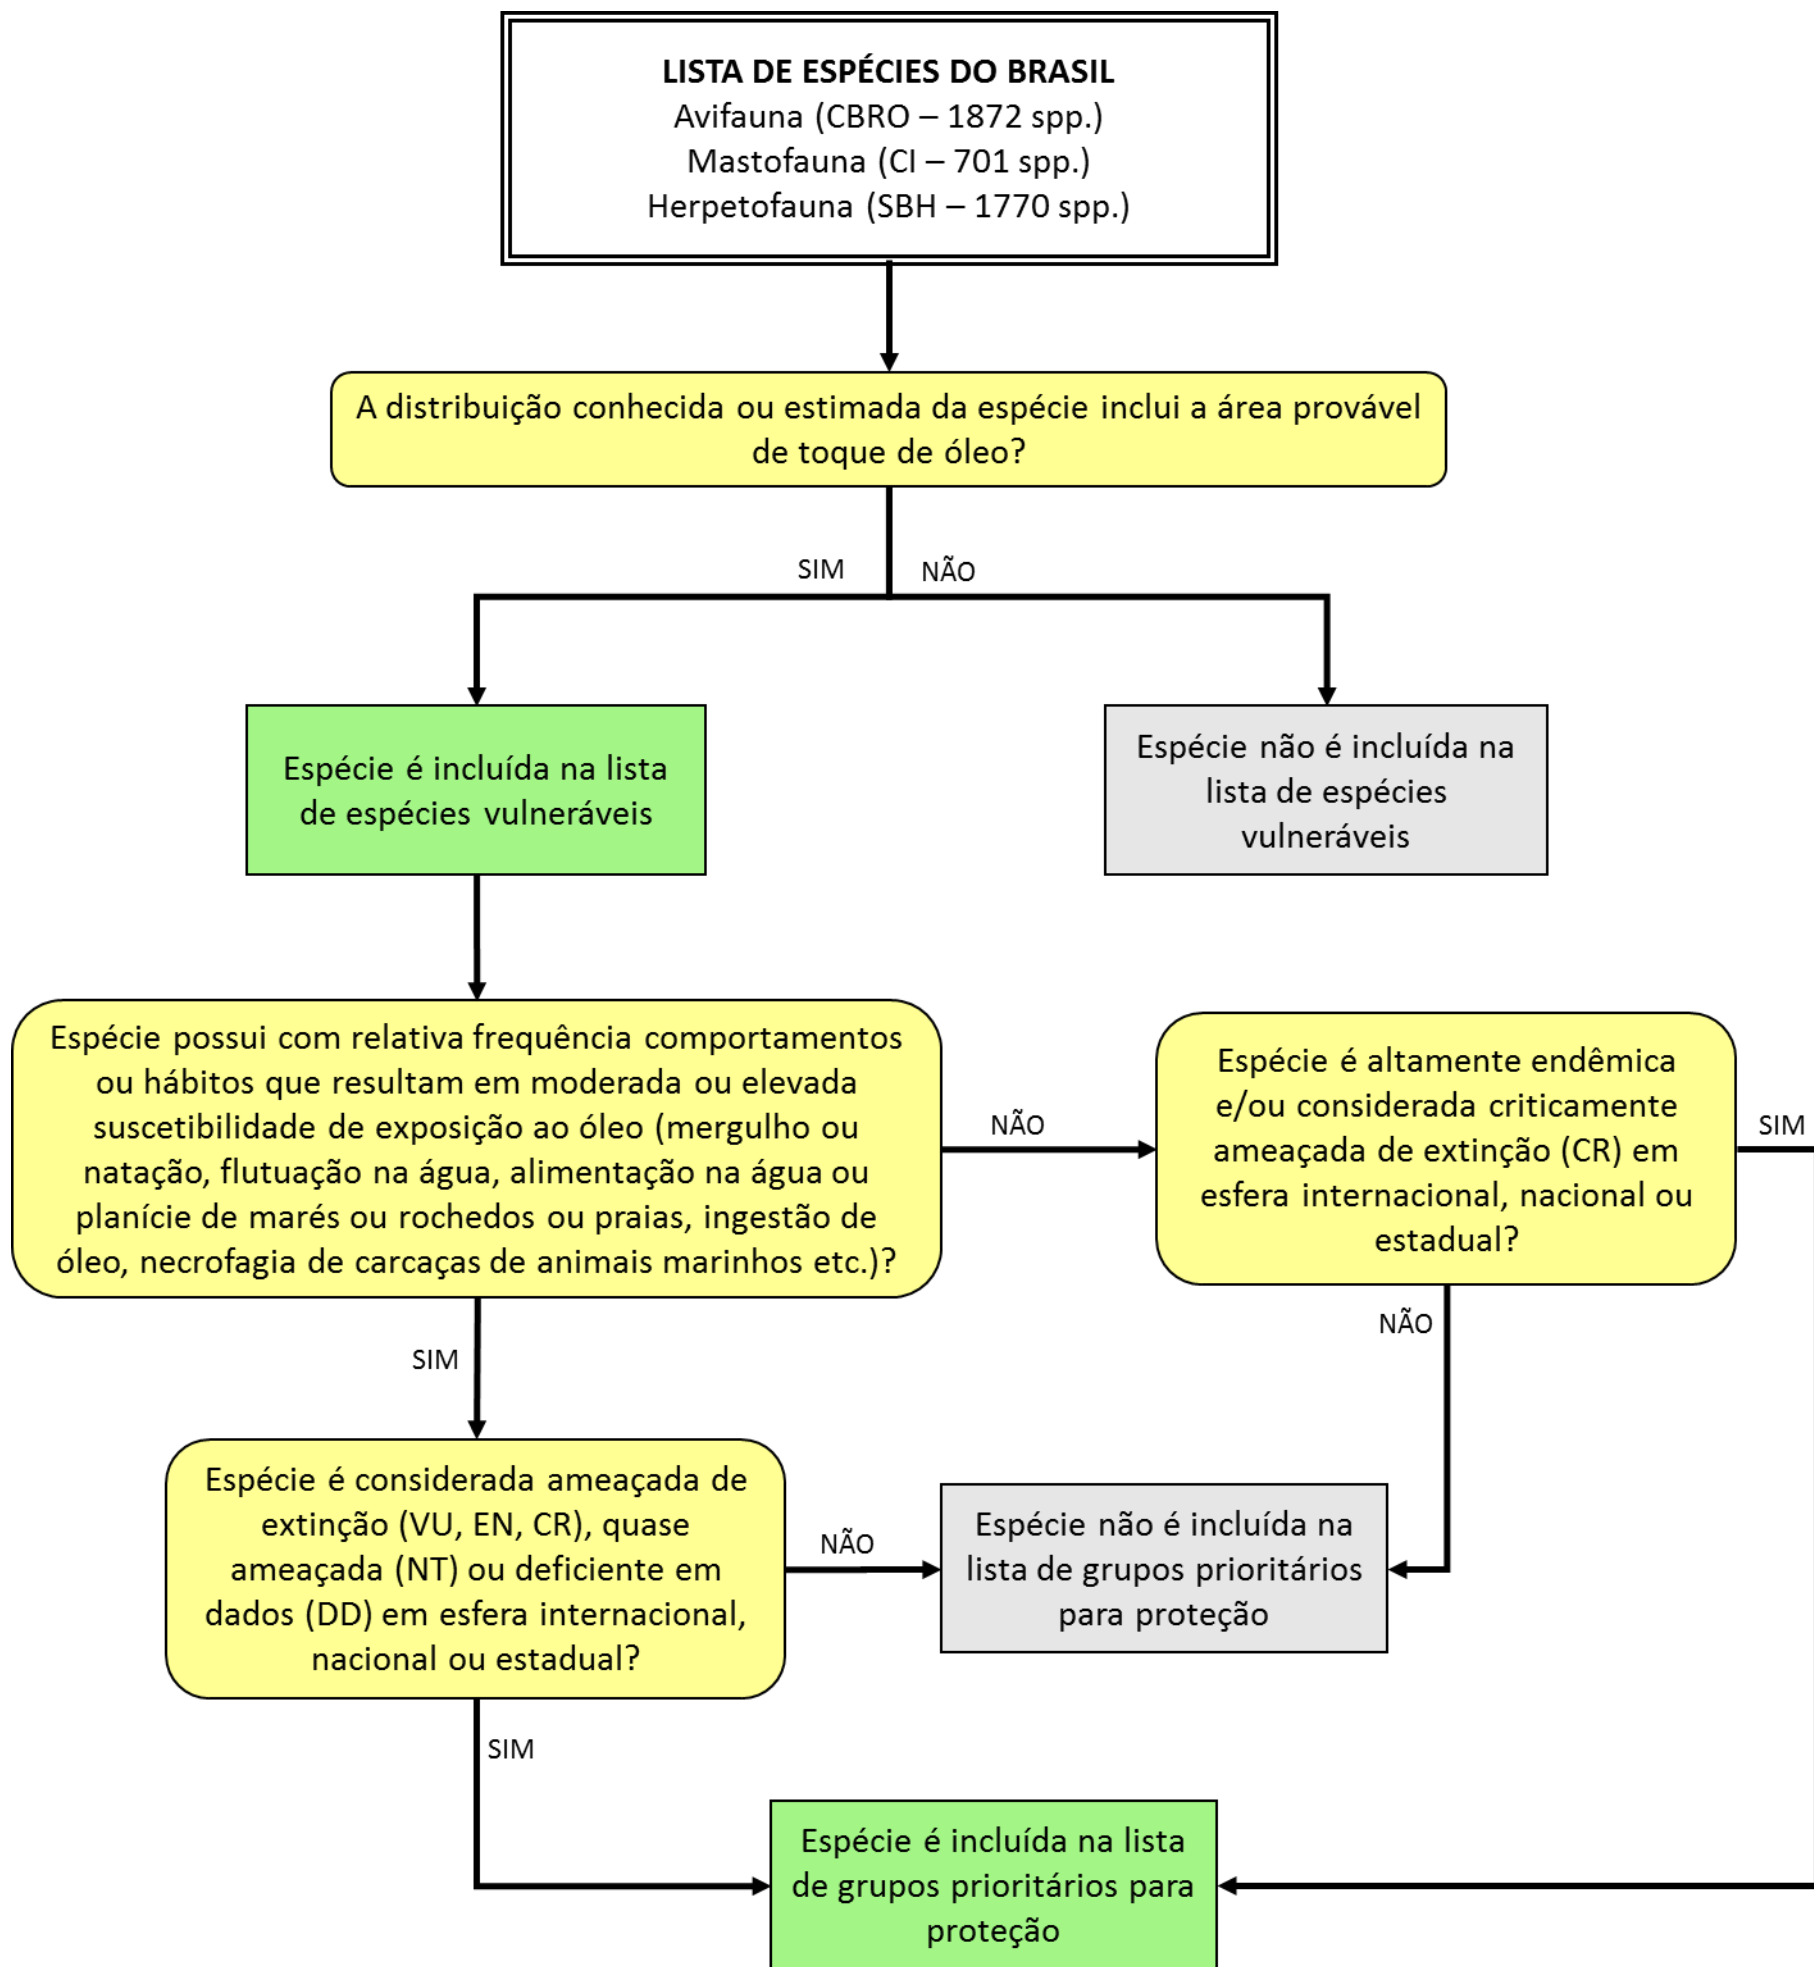 LISTA DE ESPÉCIES DO BRASIL
Avifauna (CBRO – 1872 spp.)
Mastofauna (CI – 701 spp.)
Herpetofauna (SBH – 1770 spp.)
A distribuição conhecida ou estimada da espécie inclui a área provável
de toque de óleo?
SIM
NÃO
Espécie é incluída na lista
de espécies vulneráveis
Espécie não é incluída na
lista de espécies
vulneráveis
Espécie possui com relativa frequência comportamentos
ou hábitos que resultam em moderada ou elevada
suscetibilidade de exposição ao óleo (mergulho ou
natação, flutuação na água, alimentação na água ou
planície de marés ou rochedos ou praias, ingestão de
óleo, necrofagia de carcaças de animais marinhos etc.)?
NÃO
Espécie é altamente endêmica
e/ou considerada criticamente
ameaçada de extinção (CR) em
esfera internacional, nacional ou
estadual?
SIM
NÃO
SIM
Espécie é considerada ameaçada de
extinção (VU, EN, CR), quase
ameaçada (NT) ou deficiente em
dados (DD) em esfera internacional,
nacional ou estadual?
NÃO
Espécie não é incluída na
lista de grupos prioritários
para proteção
SIM
Espécie é incluída na lista
de grupos prioritários para
proteção